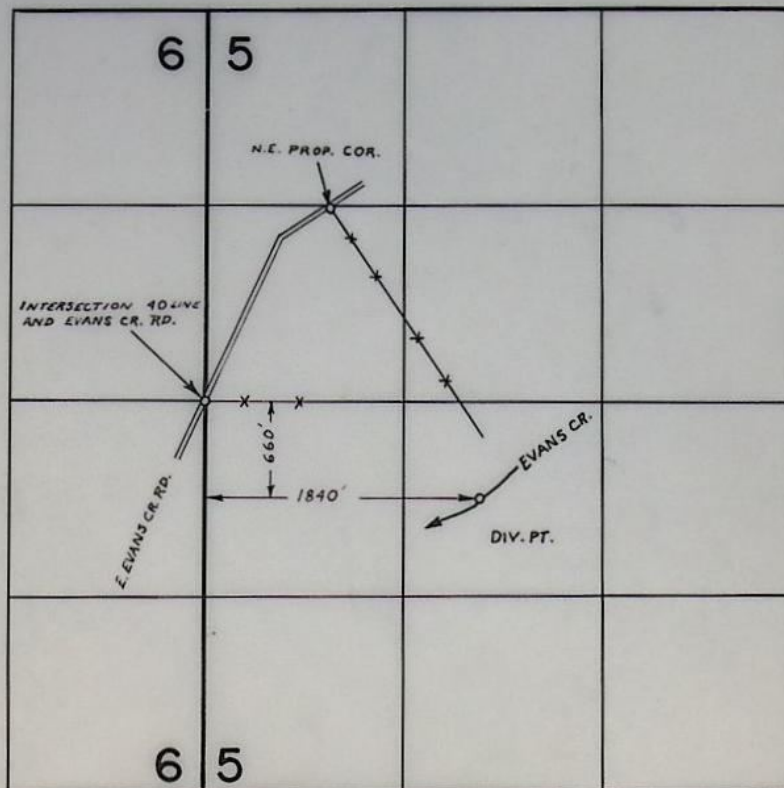 6 5
N.E. PROP. COR.
INTERSECTION 40 LINE
AND EVANS CR. RD.
660'
1840'
EVANS CR.
DIV. PT.
E. EVANS CR. RD.
6 5